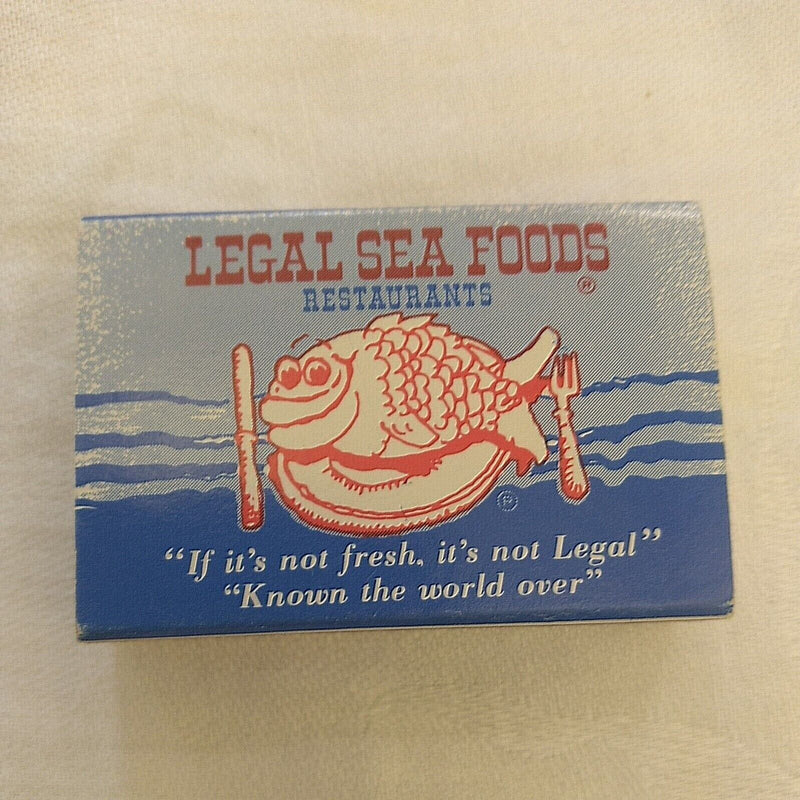 LEGAL SEA FOODS ®
RESTAURANTS
®
"If it's not fresh, it's not Legal"
"Known the world over"